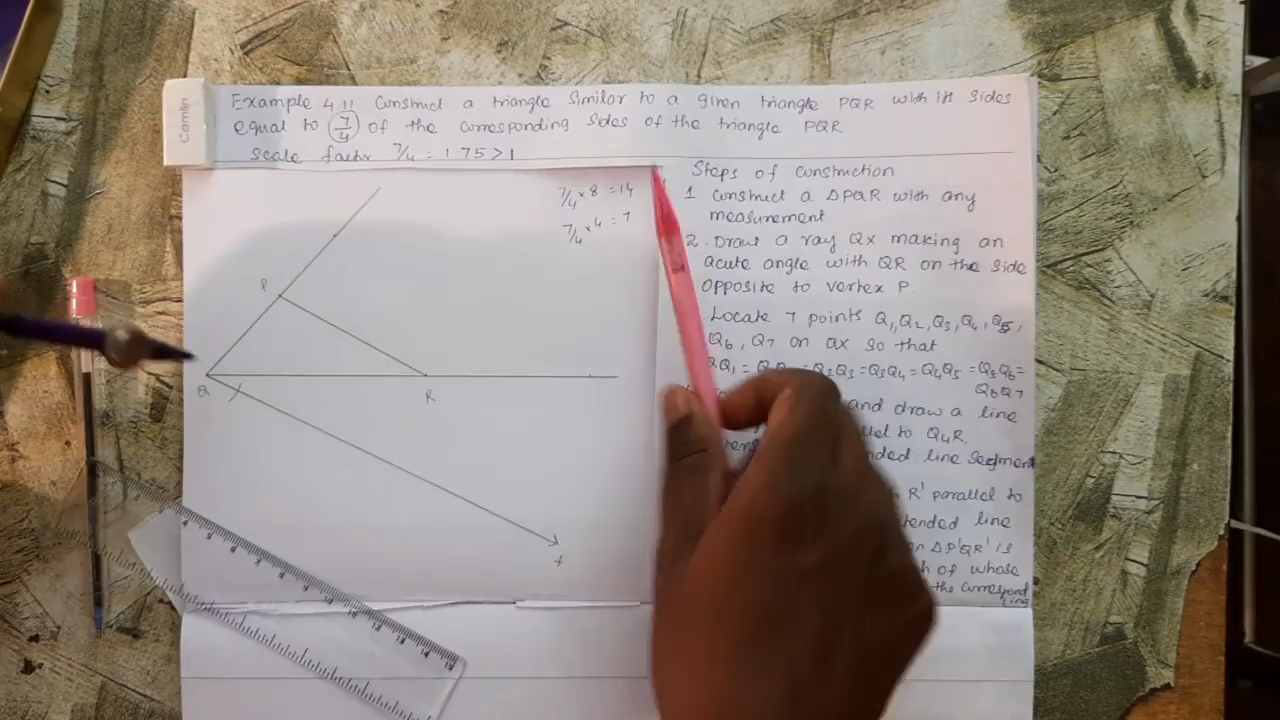 Camlin
Example 4.11 Construct a triangle similar to a given triangle PQR with its sides
equal to 7/4 of the corresponding sides of the triangle PQR
scale factor 7/4 = 1.75 > 1
7/4 × 8 = 14
7/4 × 4 = 7
P
Q
R
x
Steps of construction
1 construct a ΔPQR with any
measurement
2. Draw a ray Qx making an
acute angle with QR on the side
opposite to vertex P
Locate 7 points Q1, Q2, Q3, Q4, Q5,
Q6, Q7 on Qx so that
QQ1 = = Q2Q3 = Q3Q4 = Q4Q5 = Q5Q6 =
Q6Q7
and draw a line
to Q4R
line segment
R' parallel to
line
ΔP'QR' is
of whose
the correspond
ing